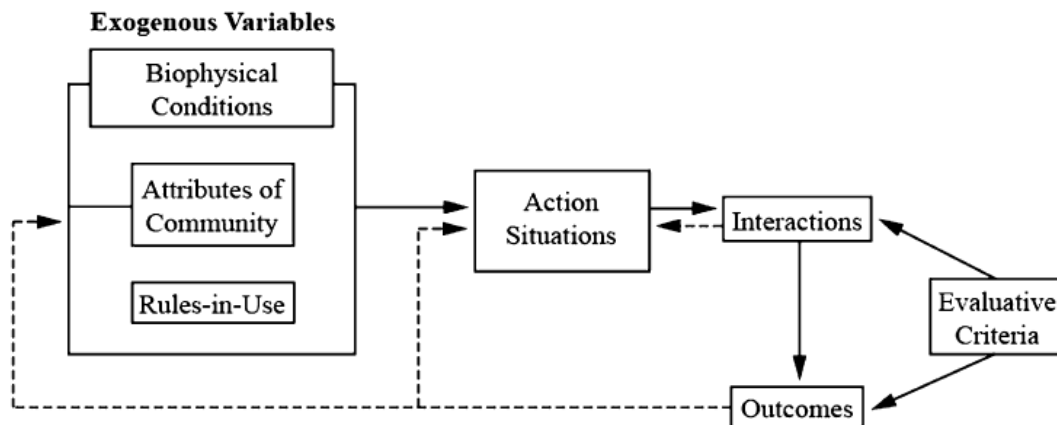 Exogenous Variables
Biophysical
Conditions
Attributes of
Community
Rules-in-Use
Action
Situations
Interactions
Evaluative
Criteria
Outcomes